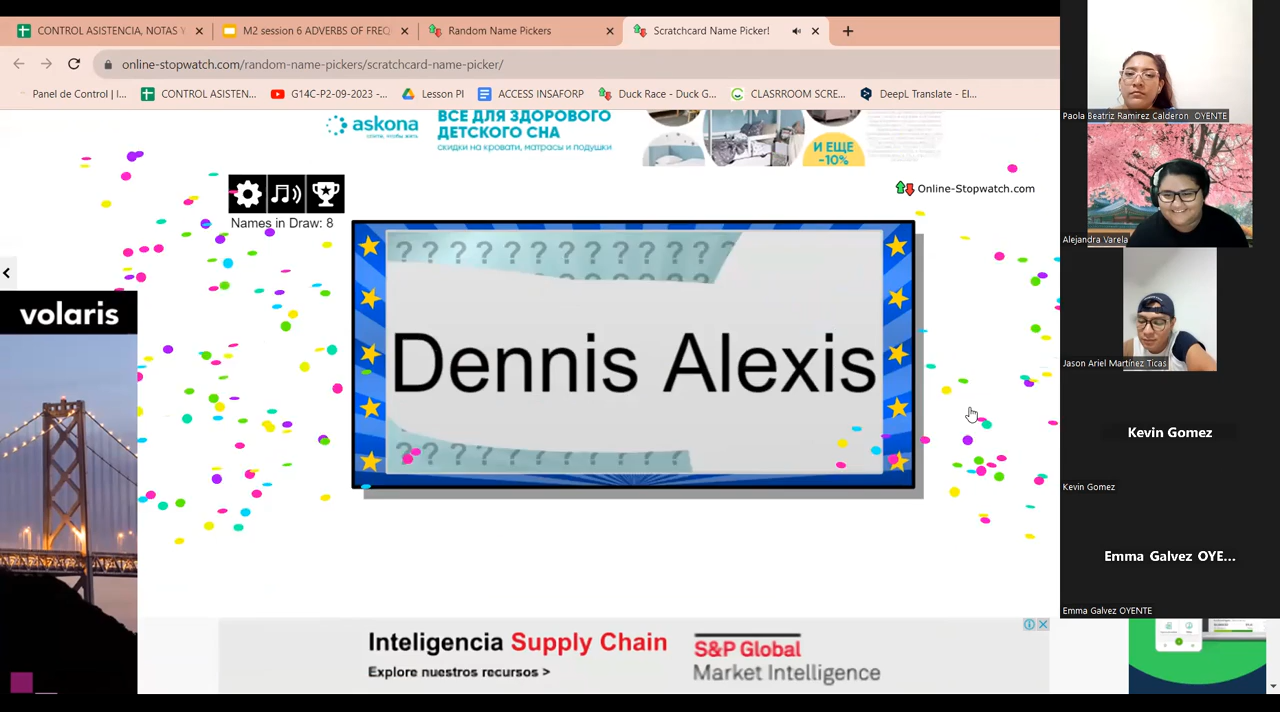 CONTROL ASISTENCIA, NOTAS Y
M2 session 6 ADVERBS OF FREQ
Random Name Pickers
Scratchcard Name Picker!
online-stopwatch.com/random-name-pickers/scratchcard-name-picker/
Panel de Control | I...
CONTROL ASISTEN...
G14C-P2-09-2023 -...
Lesson Pl
ACCESS INSAFORP
Duck Race - Duck G...
CLASRROOM SCRE...
DeepL Translate - El...
askona
ВСЕ ДЛЯ ЗДОРОВОГО
ДЕТСКОГО СНА
скидки на кровати, матрасы и подушки
И ЕЩЕ
-10%
Names in Draw: 8
Online-Stopwatch.com
? ? ? ? ? ? ? ? ? ? ? ? ?
? ? ? ? ? ? ?
Dennis Alexis
? ? ? ? ? ? ? ? ? ? ?
volaris
Inteligencia Supply Chain
Explore nuestros recursos >
S&P Global
Market Intelligence
Paola Beatriz Ramirez Calderon OYENTE
Alejandra Varela
Jason Ariel Martínez Ticas
Kevin Gomez
Kevin Gomez
Emma Galvez OYE...
Emma Galvez OYENTE